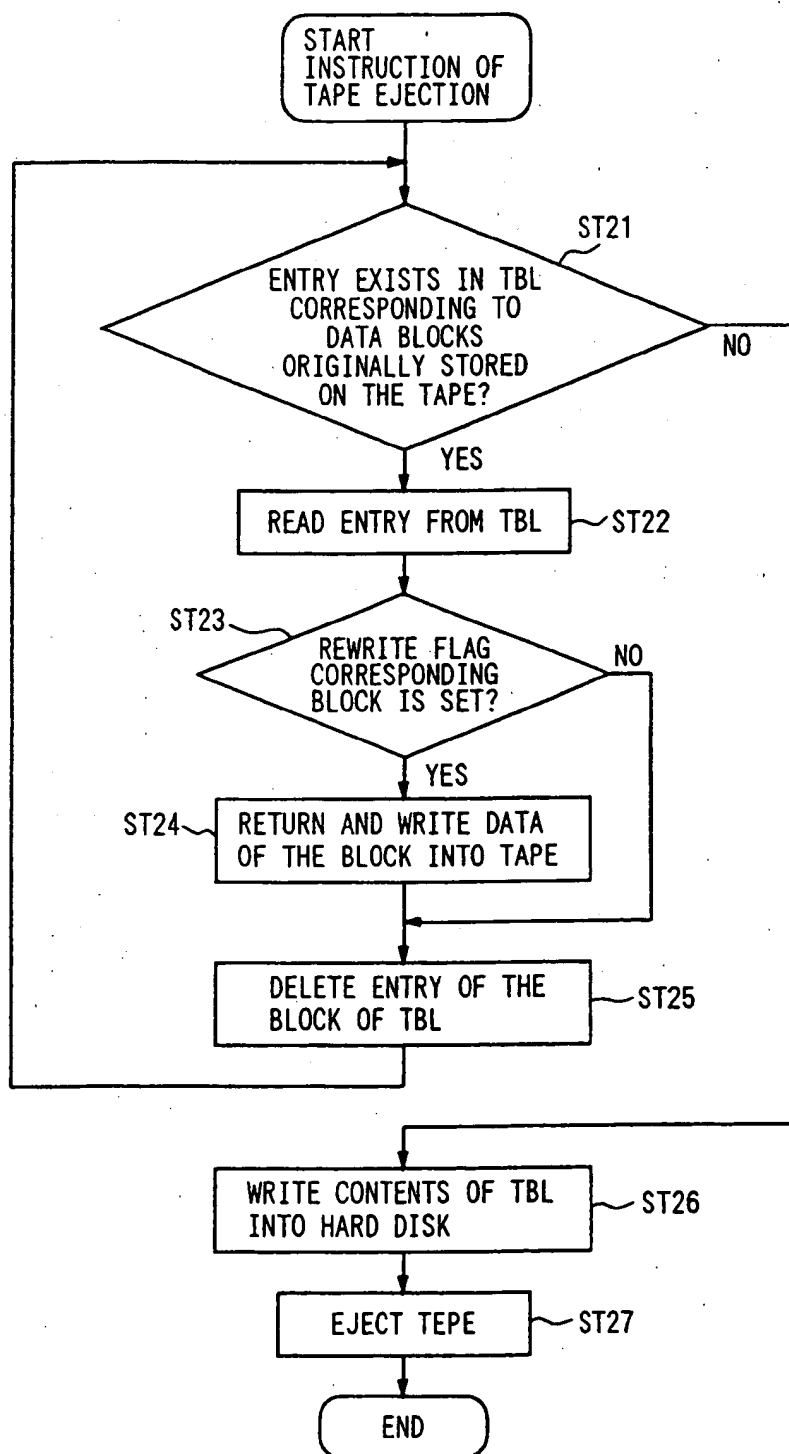 START
INSTRUCTION OF
TAPE EJECTION
ST21
ENTRY EXISTS IN TBL
CORRESPONDING TO
DATA BLOCKS
ORIGINALLY STORED
ON THE TAPE?
NO
YES
READ ENTRY FROM TBL
ST22
ST23
REWRITE FLAG
CORRESPONDING
BLOCK IS SET?
NO
YES
ST24
RETURN AND WRITE DATA
OF THE BLOCK INTO TAPE
DELETE ENTRY OF THE
BLOCK OF TBL
ST25
WRITE CONTENTS OF TBL
INTO HARD DISK
ST26
EJECT TEPE
ST27
END